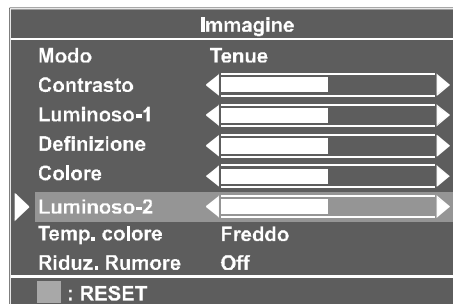 Immagine
Modo Tenue
Contrasto
Luminoso-1
Definizione
Colore
Luminoso-2
Temp. colore Freddo
Riduz. Rumore Off
: RESET